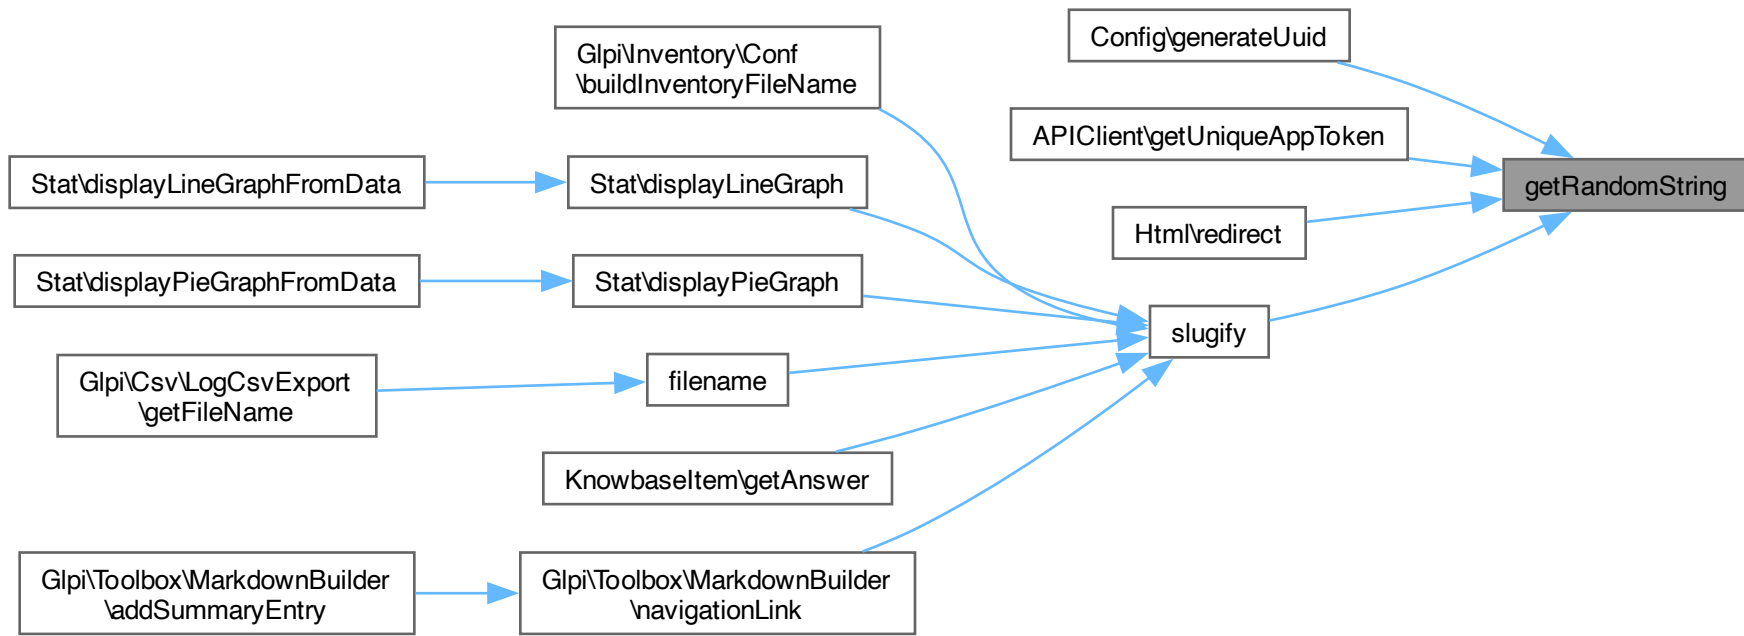 Config\generateUuid
Glpi\Inventory\Conf
\buildInventoryFileName
APIClient\getUniqueAppToken
Stat\displayLineGraphFromData
Stat\displayLineGraph
getRandomString
Html\redirect
Stat\displayPieGraphFromData
Stat\displayPieGraph
slugify
Glpi\Csv\LogCsvExport
\getFileName
filename
KnowbaseItem\getAnswer
Glpi\Toolbox\MarkdownBuilder
\addSummaryEntry
Glpi\Toolbox\MarkdownBuilder
\navigationLink